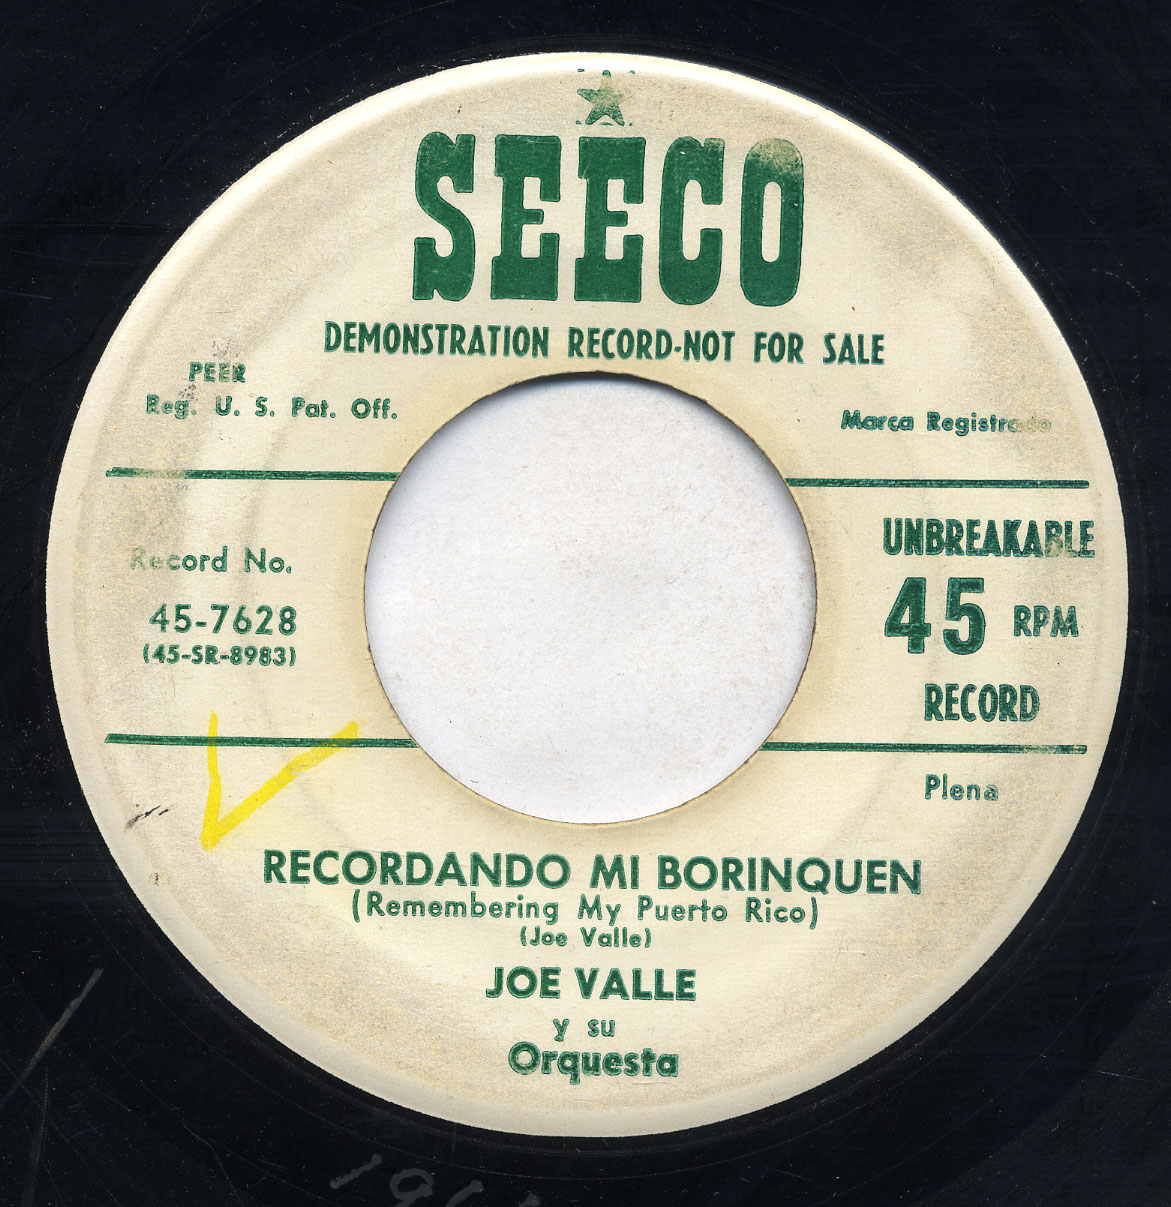 SEECO
DEMONSTRATION RECORD-NOT FOR SALE
PEER
Reg. U. S. Pat. Off.
Marca Registrada
Record No.
45-7628
(45-SR-8983)
UNBREAKABLE
45 RPM
RECORD
Plena
RECORDANDO MI BORINQUEN
(Remembering My Puerto Rico)
(Joe Valle)
JOE VALLE
y su
Orquesta